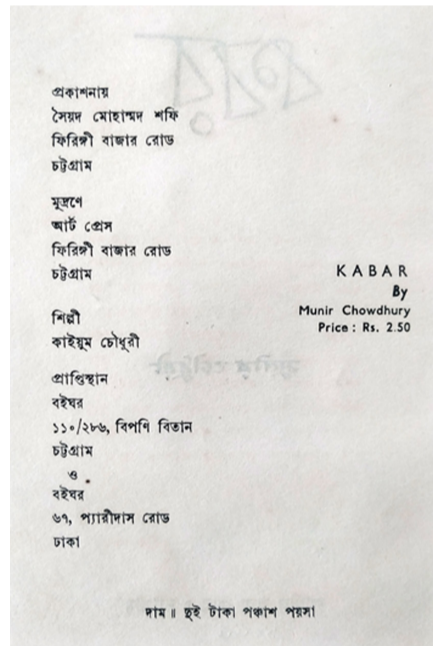 প্রকাশনায়
সৈয়দ মোহাম্মদ শফি
ফিরিঙ্গী বাজার রোড
চট্টগ্রাম
মুদ্রণে
আর্ট প্রেস
ফিরিঙ্গী বাজার রোড
চট্টগ্রাম
শিল্পী
কাইয়ুম চৌধুরী
প্রাপ্তিস্থান
বইঘর
১১০/২৮৬, বিপণি বিতান
চট্টগ্রাম
ও
বইঘর
৬৭, প্যারীদাস রোড
ঢাকা
KABAR
By
Munir Chowdhury
Price : Rs. 2.50
দাম ॥ দুই টাকা পঞ্চাশ পয়সা